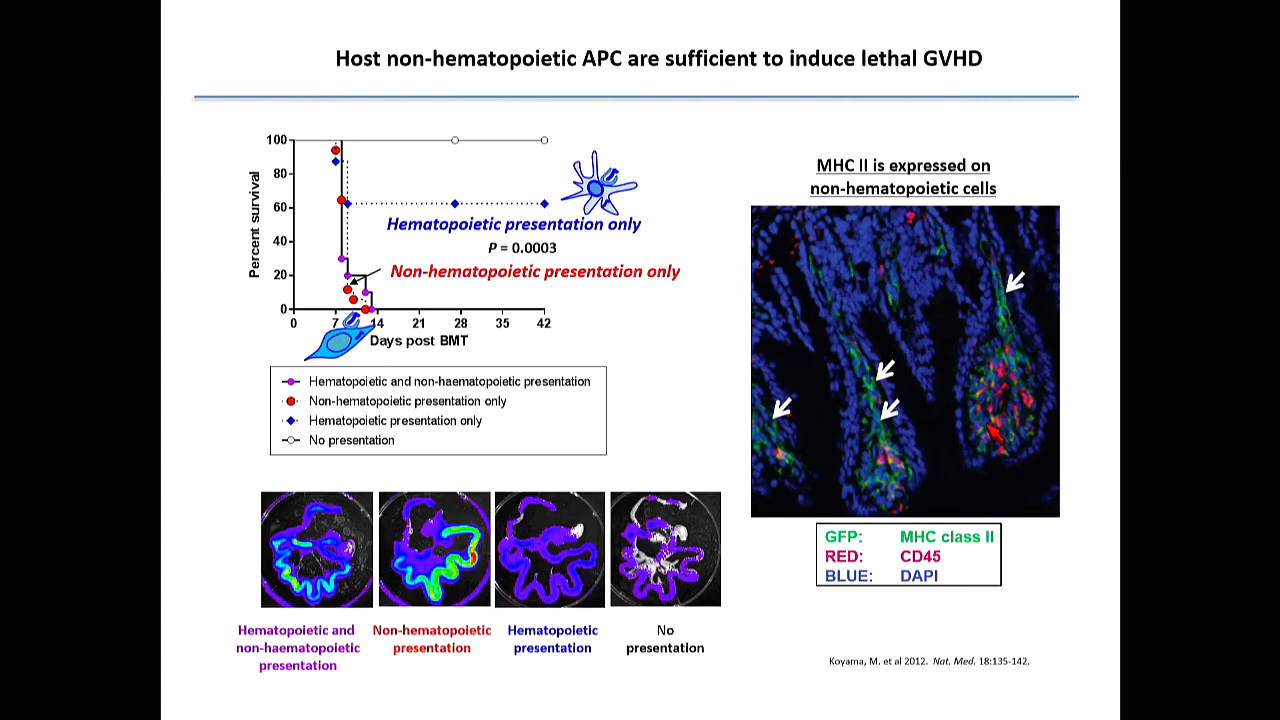 Host non-hematopoietic APC are sufficient to induce lethal GVHD
Percent survival
100
80
60
40
20
0
0 7 14 21 28 35 42
Days post BMT
Hematopoietic presentation only
P = 0.0003
Non-hematopoietic presentation only
Hematopoietic and non-haematopoietic presentation
Non-hematopoietic presentation only
Hematopoietic presentation only
No presentation
Hematopoietic and
non-haematopoietic
presentation
Non-hematopoietic
presentation
Hematopoietic
presentation
No
presentation
MHC II is expressed on
non-hematopoietic cells
GFP: MHC class II
RED: CD45
BLUE: DAPI
Koyama, M. et al 2012. Nat. Med. 18:135-142.